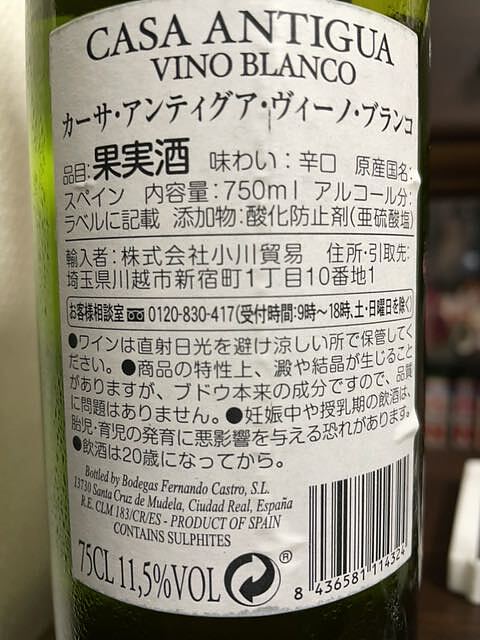 CASA ANTIGUA
VINO BLANCO
カーサ・アンティグア・ヴィーノ・ブランコ
品目:果実酒 味わい:辛口 原産国名:
スペイン 内容量:750ml アルコール分:
ラベルに記載 添加物:酸化防止剤(亜硫酸塩)
輸入者:株式会社小川貿易 住所・引取先:
埼玉県川越市新宿町1丁目10番地1
お客様相談室 0120-830-417(受付時間:9時～18時、土・日曜日を除く)
●ワインは直射日光を避け涼しい所で保管してく
ださい。●商品の特性上、澱や結晶が生じること
がありますが、ブドウ本来の成分ですので、品質
に問題はありません。●妊娠中や授乳期の飲酒は、
胎児・育児の発育に悪影響を与える恐れがあります。
●飲酒は20歳になってから。
Bottled by Bodegas Fernando Castro, S.L.
13730 Santa Cruz de Mudela, Ciudad Real, España
R.E. CLM 183/CR/ES - PRODUCT OF SPAIN
CONTAINS SULPHITES
75CL 11,5%VOL ®
8 436581 114324